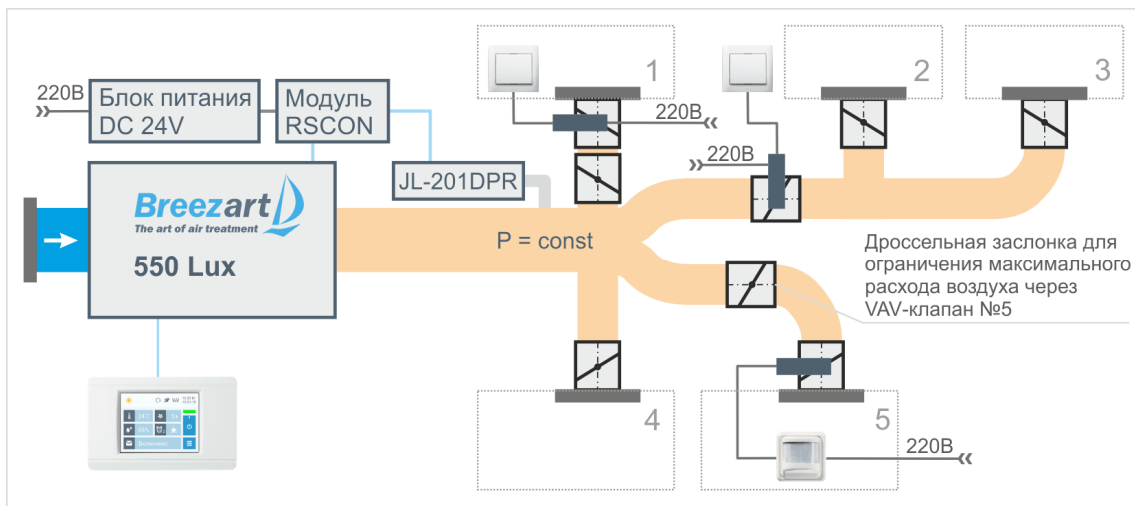 220В
Блок питания
DC 24V
Модуль
RSCON
JL-201DPR
Breezart
The art of air treatment
550 Lux
P = const
1
220В
220В
2
3
Дроссельная заслонка для
ограничения максимального
расхода воздуха через
VAV-клапан №5
4
5
220В